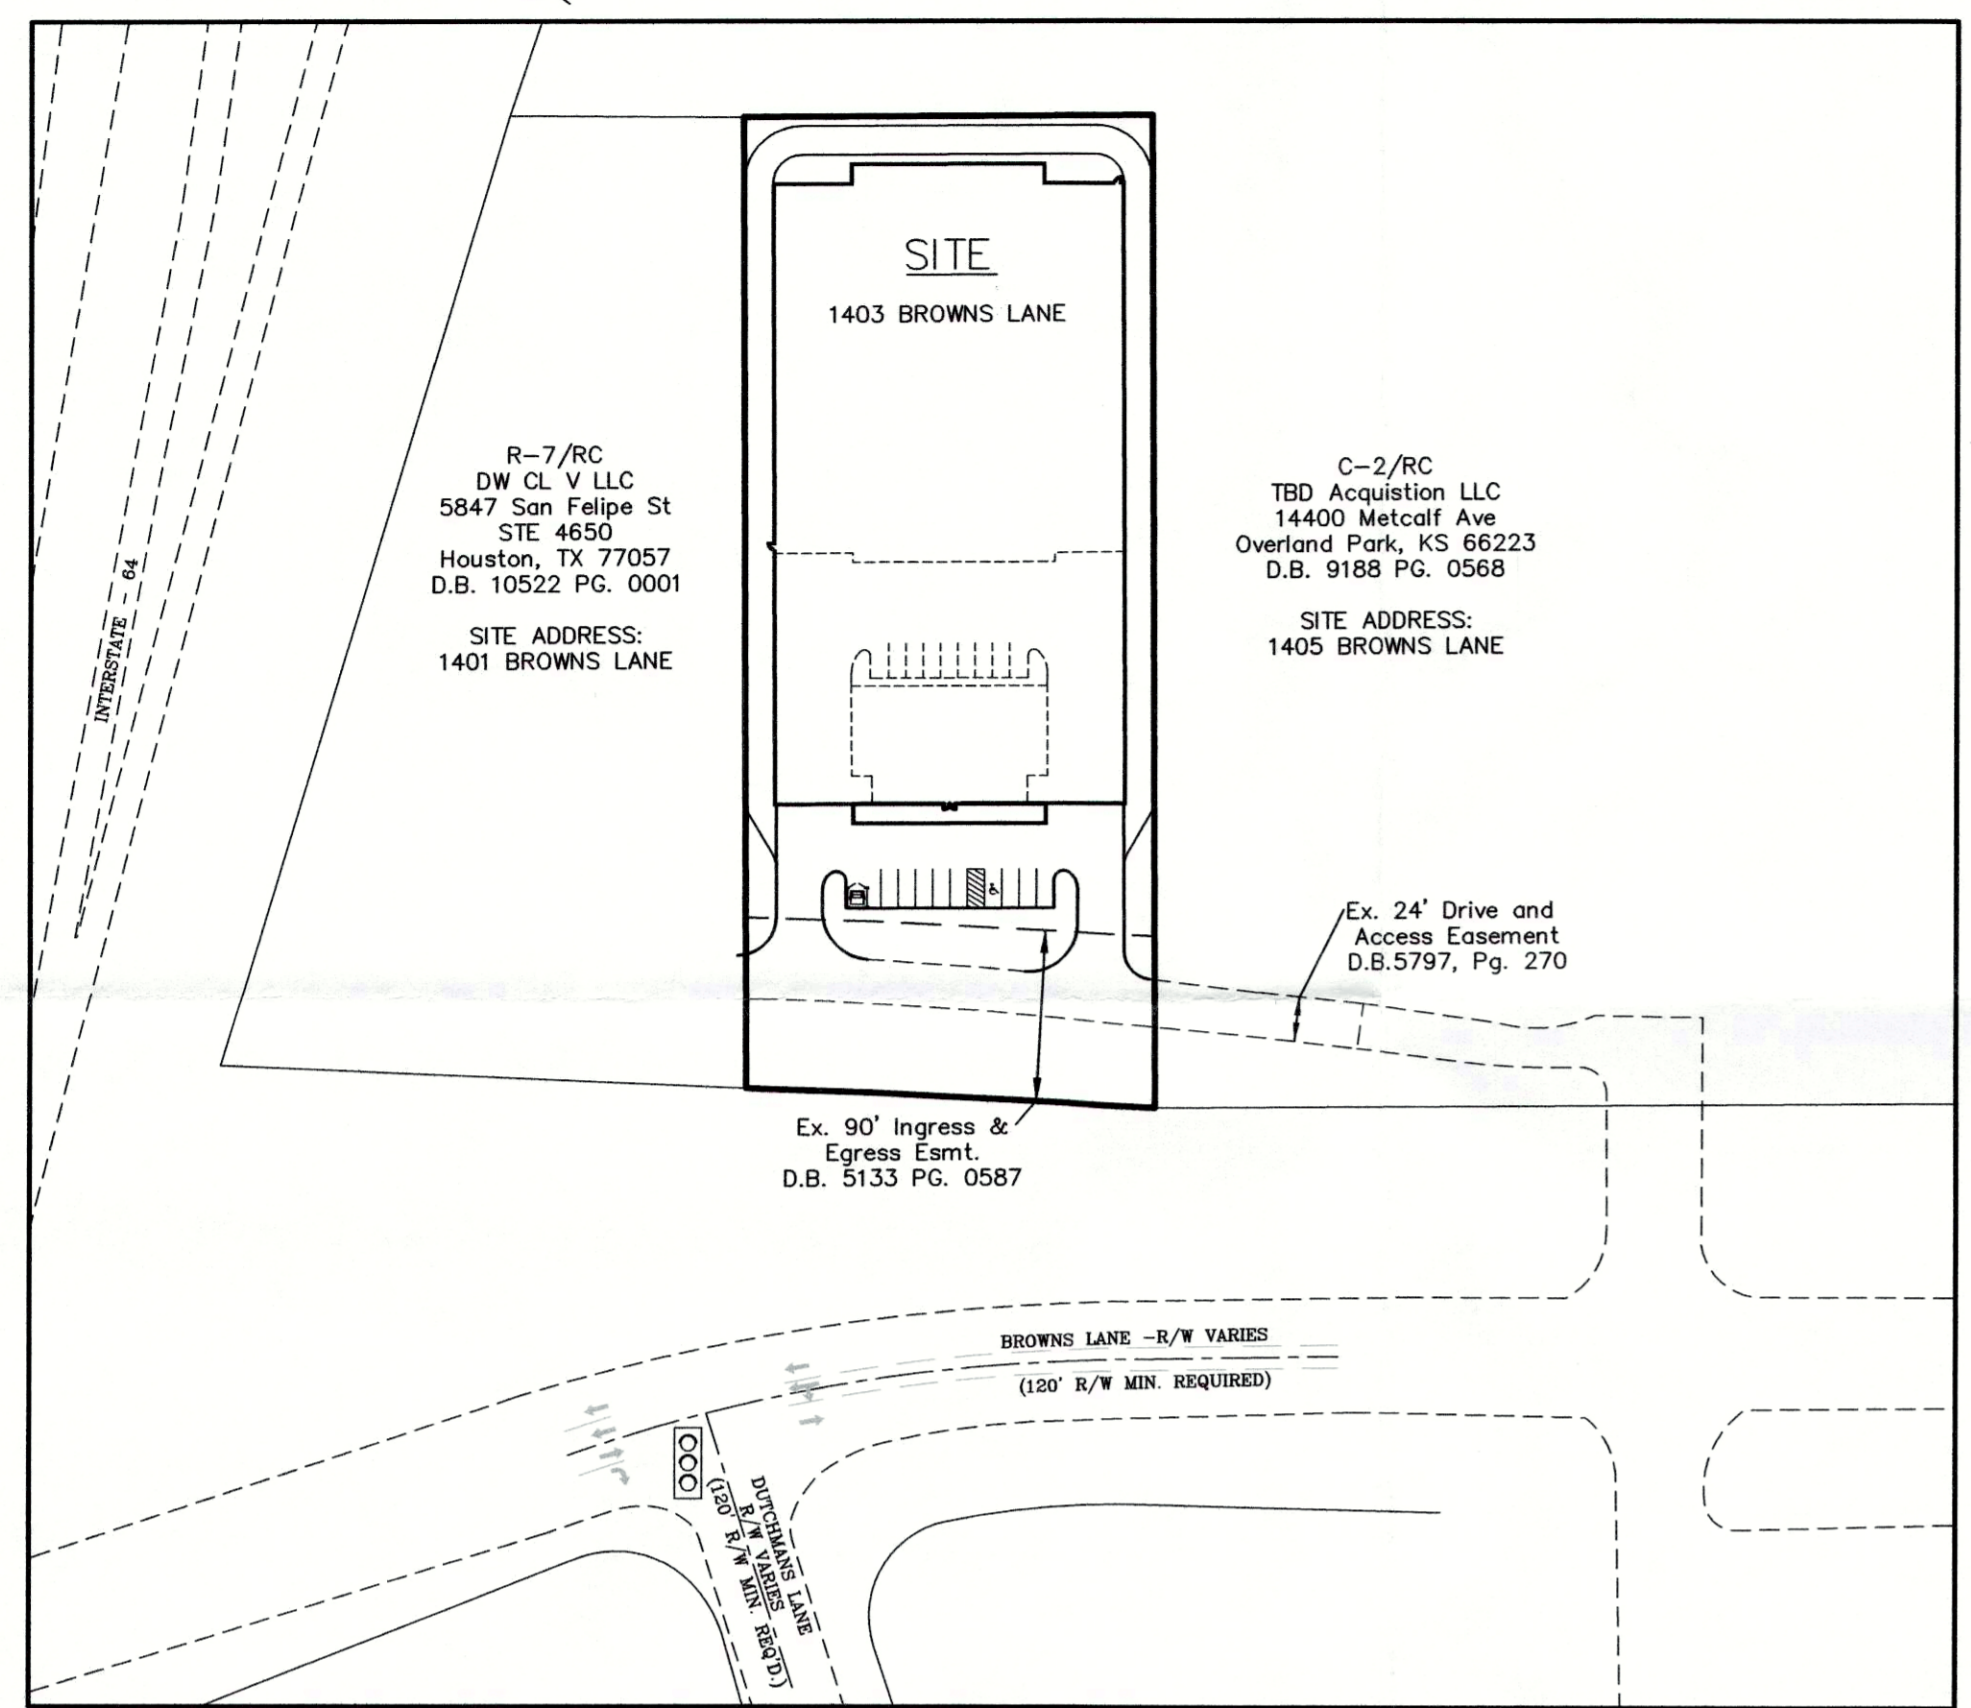 SITE
1403 BROWNS LANE
R-7/RC
DW CL V LLC
5847 San Felipe St
STE 4650
Houston, TX 77057
D.B. 10522 PG. 0001
SITE ADDRESS:
1401 BROWNS LANE
C-2/RC
TBD Acquistion LLC
14400 Metcalf Ave
Overland Park, KS 66223
D.B. 9188 PG. 0568
SITE ADDRESS:
1405 BROWNS LANE
INTERSTATE - 64
Ex. 24' Drive and
Access Easement
D.B.5797, Pg. 270
Ex. 90' Ingress &
Egress Esmt.
D.B. 5133 PG. 0587
BROWNS LANE -R/W VARIES
(120' R/W MIN. REQUIRED)
DUTCHMANS LANE
R/W VARIES
(120' R/W MIN. REQ'D.)